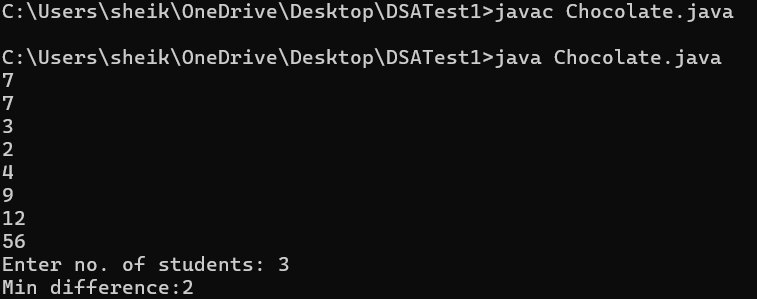 C:\Users\sheik\OneDrive\Desktop\DSATest1>javac Chocolate.java
C:\Users\sheik\OneDrive\Desktop\DSATest1>java Chocolate.java
7
7
3
2
4
9
12
56
Enter no. of students: 3
Min difference:2